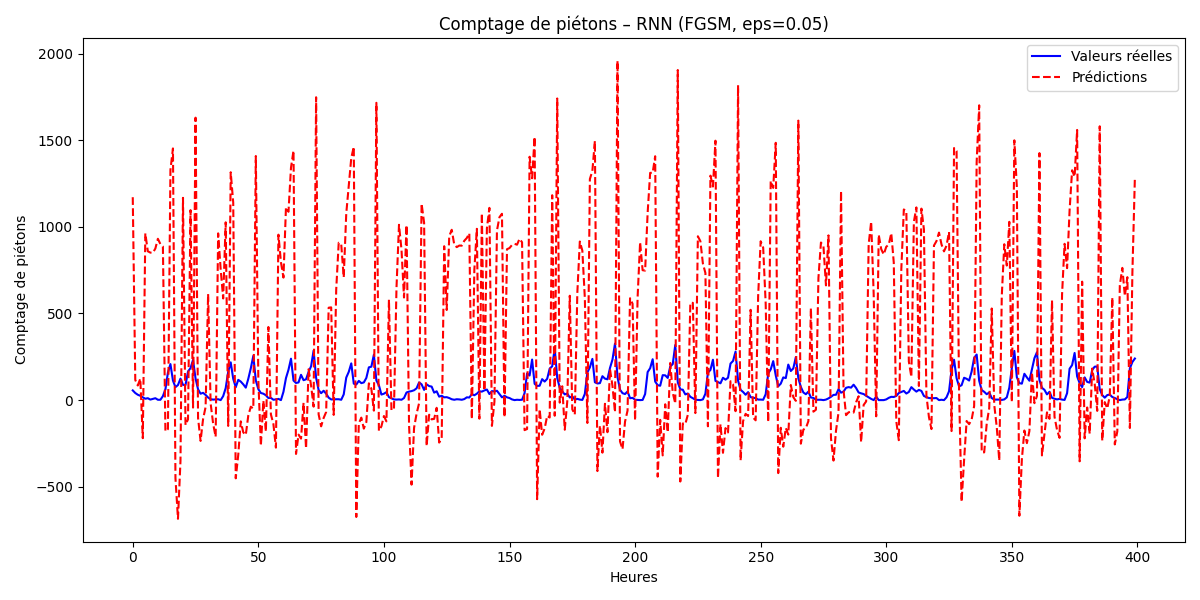 Comptage de piétons – RNN (FGSM, eps=0.05)
Valeurs réelles
Prédictions
Comptage de piétons
2000
1500
1000
500
0
−500
0 50 100 150 200 250 300 350 400
Heures